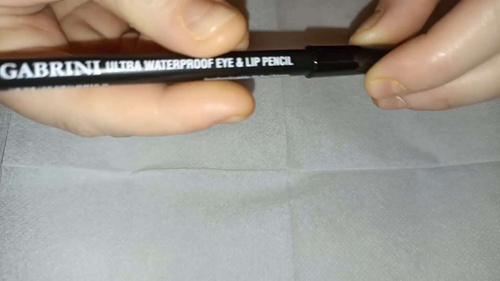 GABRINI ULTRA WATERPROOF EYE & LIP PENCIL